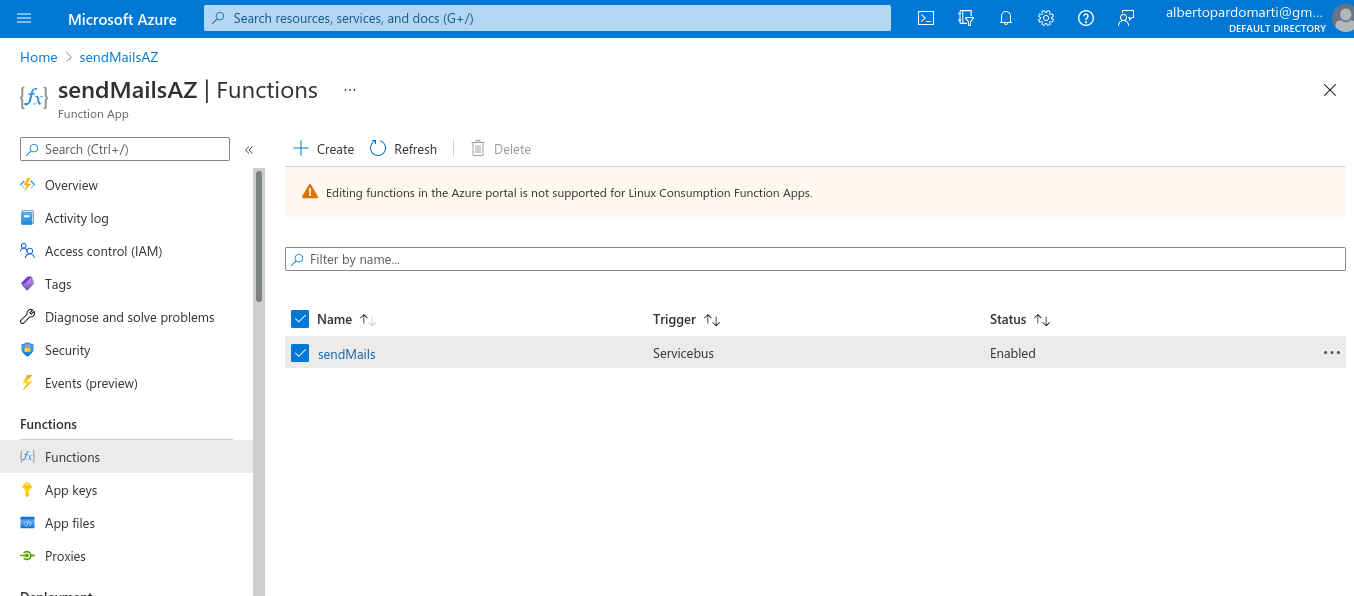 Microsoft Azure
Search resources, services, and docs (G+/)
albertopardomarti@gm...
DEFAULT DIRECTORY
Home > sendMailsAZ
{fx} sendMailsAZ | Functions ...
Function App
Search (Ctrl+/) «
Overview
Activity log
Access control (IAM)
Tags
Diagnose and solve problems
Security
Events (preview)
Functions
Functions
App keys
App files
Proxies
Create Refresh Delete
Editing functions in the Azure portal is not supported for Linux Consumption Function Apps.
Filter by name...
Name Trigger Status
sendMails Servicebus Enabled ...